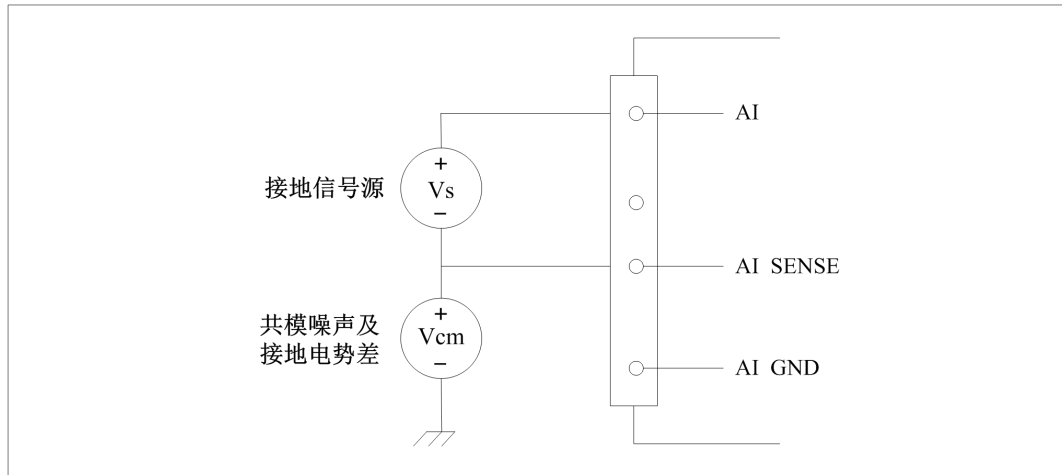 AI
+
接地信号源
Vs
−
AI SENSE
共模噪声及
接地电势差
+
Vcm
−
AI GND